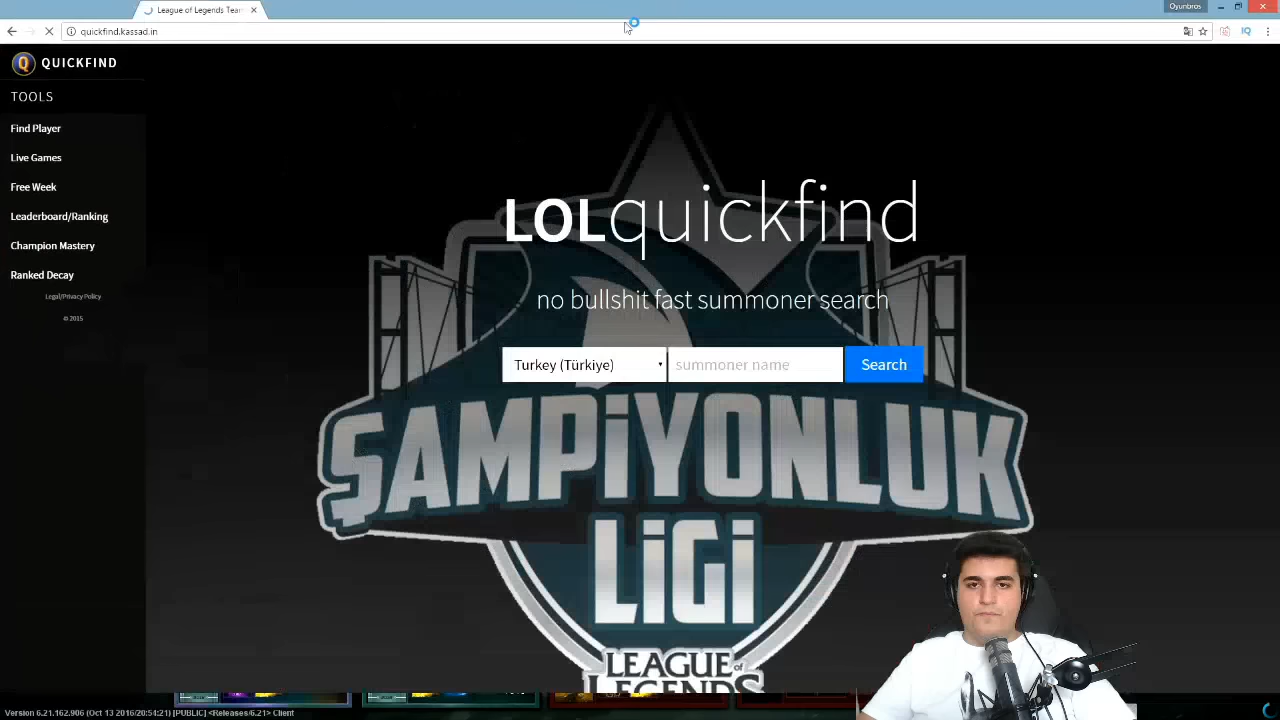 League of Legends Team
Oyunbros
quickfind.kassad.in
QUICKFIND
TOOLS
Find Player
Live Games
Free Week
Leaderboard/Ranking
Champion Mastery
Ranked Decay
Legal/Privacy Policy
© 2015
LOLquickfind
no bullshit fast summoner search
Turkey (Türkiye)
summoner name
Search
ŞAMPİYONLUK
LİGİ
LEAGUE of
LEGENDS
Version 6.21.162.906 (Oct 13 2016/20:54:21) [PUBLIC] <Releases/6.21> Client